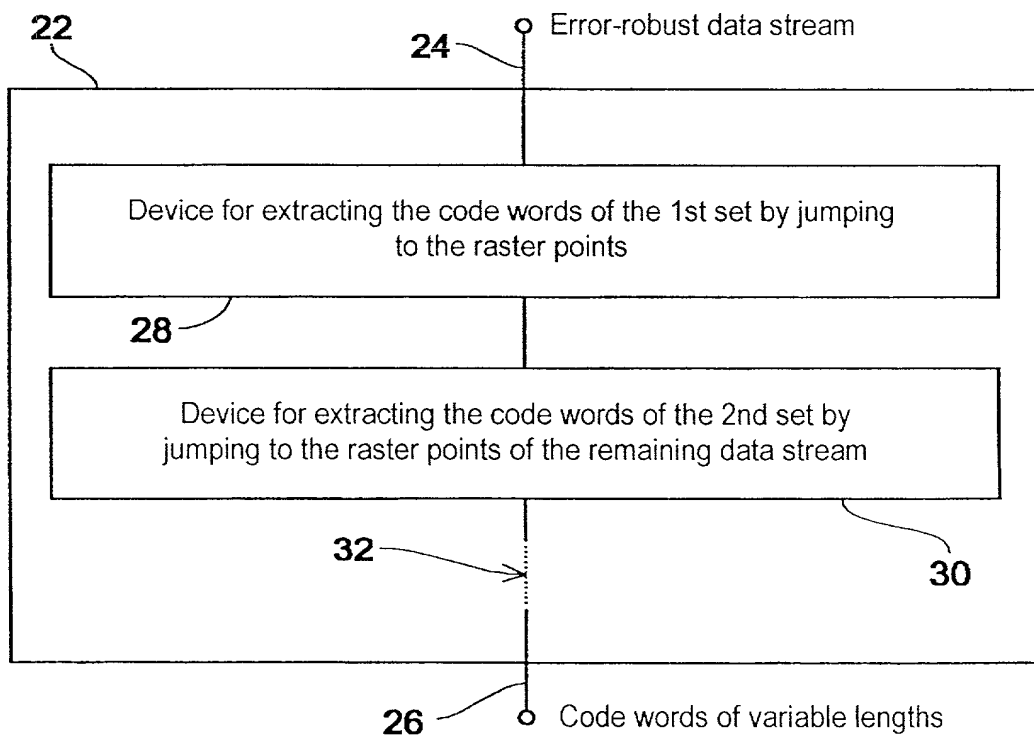 22
Error-robust data stream
24
Device for extracting the code words of the 1st set by jumping
to the raster points
28
Device for extracting the code words of the 2nd set by
jumping to the raster points of the remaining data stream
32
30
26
Code words of variable lengths